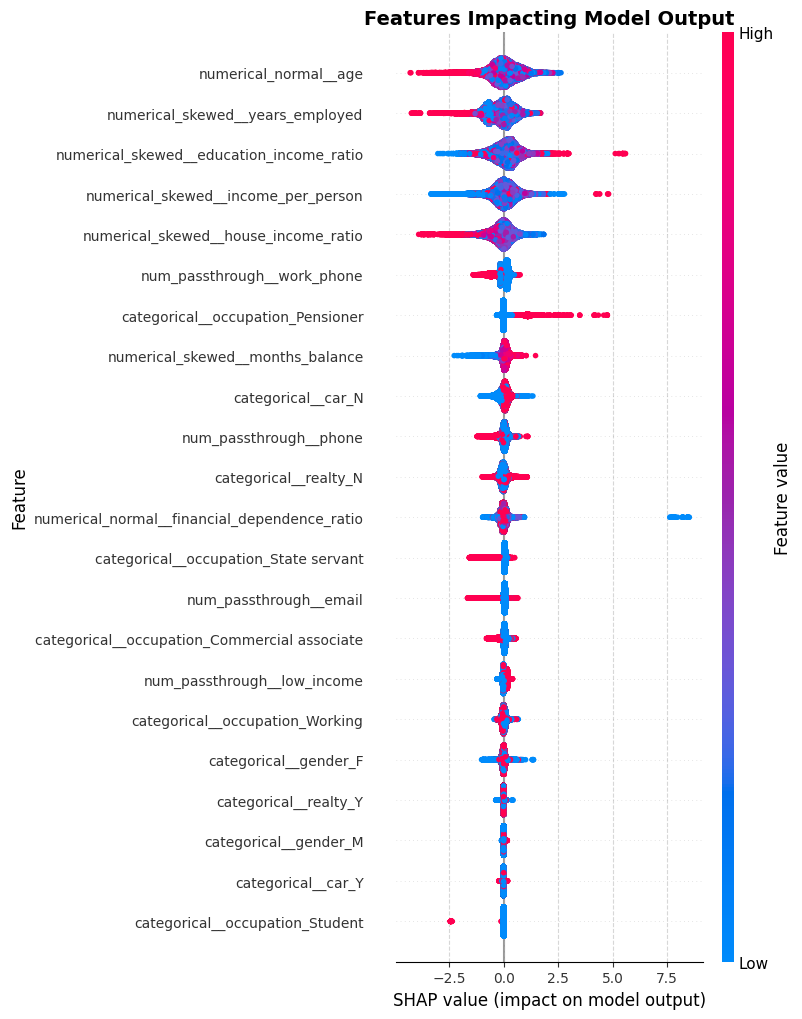 Features Impacting Model Output
High
numerical_normal__age
numerical_skewed__years_employed
numerical_skewed__education_income_ratio
numerical_skewed__income_per_person
numerical_skewed__house_income_ratio
num_passthrough__work_phone
categorical__occupation_Pensioner
numerical_skewed__months_balance
categorical__car_N
num_passthrough__phone
categorical__realty_N
numerical_normal__financial_dependence_ratio
categorical__occupation_State servant
num_passthrough__email
categorical__occupation_Commercial associate
num_passthrough__low_income
categorical__occupation_Working
categorical__gender_F
categorical__realty_Y
categorical__gender_M
categorical__car_Y
categorical__occupation_Student
Feature
Feature value
Low
−2.5 0.0 2.5 5.0 7.5
SHAP value (impact on model output)